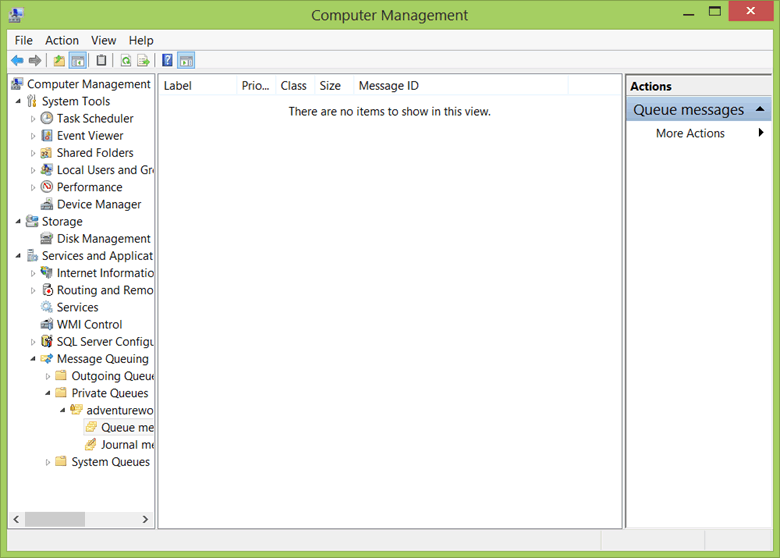 Computer Management
File Action View Help
Computer Management
System Tools
Task Scheduler
Event Viewer
Shared Folders
Local Users and Gr
Performance
Device Manager
Storage
Disk Management
Services and Applicat
Internet Informatio
Routing and Remo
Services
WMI Control
SQL Server Configu
Message Queuing
Outgoing Queue
Private Queues
adventurewo
Queue me
Journal me
System Queues
Label Prio... Class Size Message ID
There are no items to show in this view.
Actions
Queue messages
More Actions